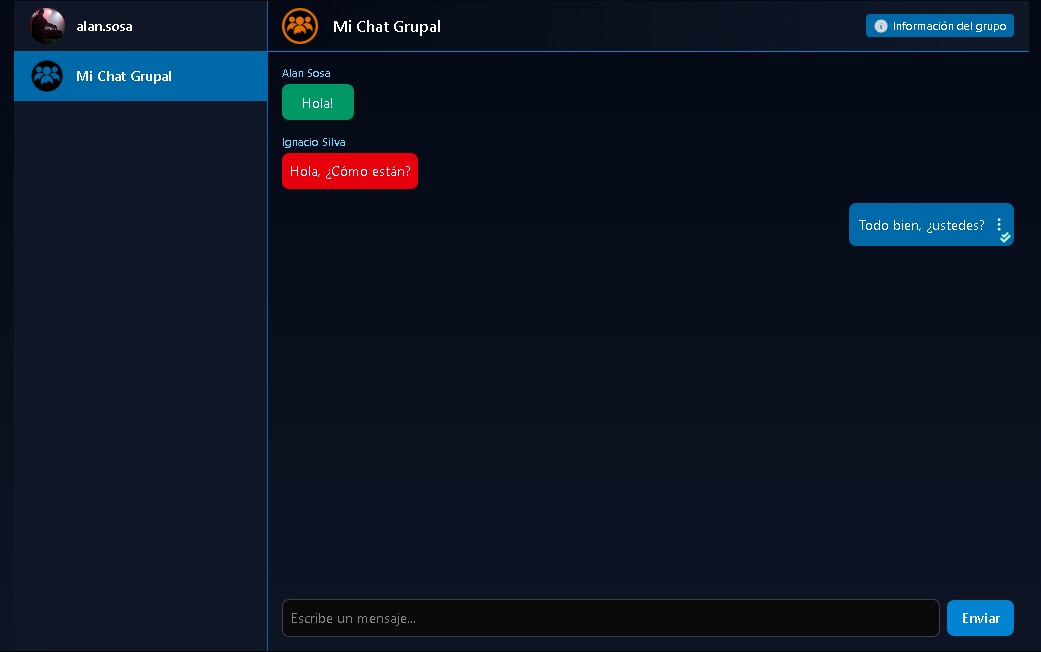 alan.sosa
Mi Chat Grupal
Mi Chat Grupal
Información del grupo
Alan Sosa
Hola!
Ignacio Silva
Hola, ¿Cómo están?
Todo bien, ¿ustedes?
Escribe un mensaje...
Enviar